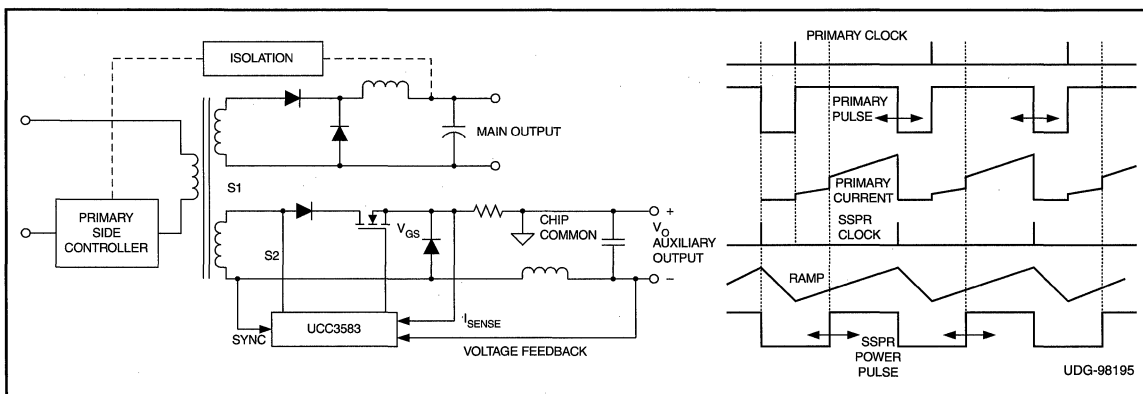 ISOLATION
MAIN OUTPUT
S1
PRIMARY
SIDE
CONTROLLER
S2
VGS
CHIP
COMMON
+
VO
AUXILIARY
OUTPUT
–
UCC3583
SYNC
ISENSE
VOLTAGE FEEDBACK
PRIMARY CLOCK
PRIMARY
PULSE
PRIMARY
CURRENT
SSPR
CLOCK
RAMP
SSPR
POWER
PULSE
UDG-98195